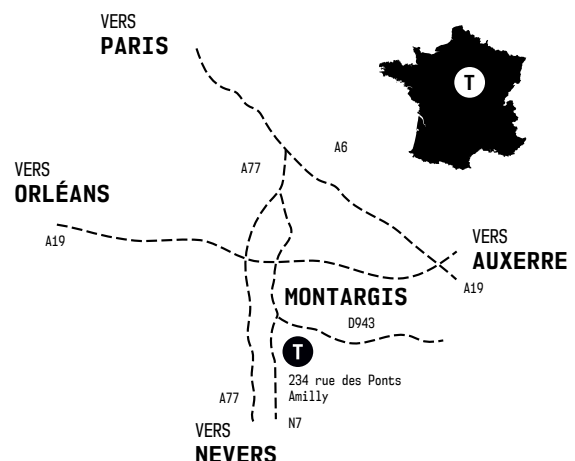 VERS
PARIS
T
A6
A77
VERS
ORLÉANS
A19
VERS
AUXERRE
A19
MONTARGIS
D943
T
234 rue des Ponts
Amilly
A77
N7
VERS
NEVERS